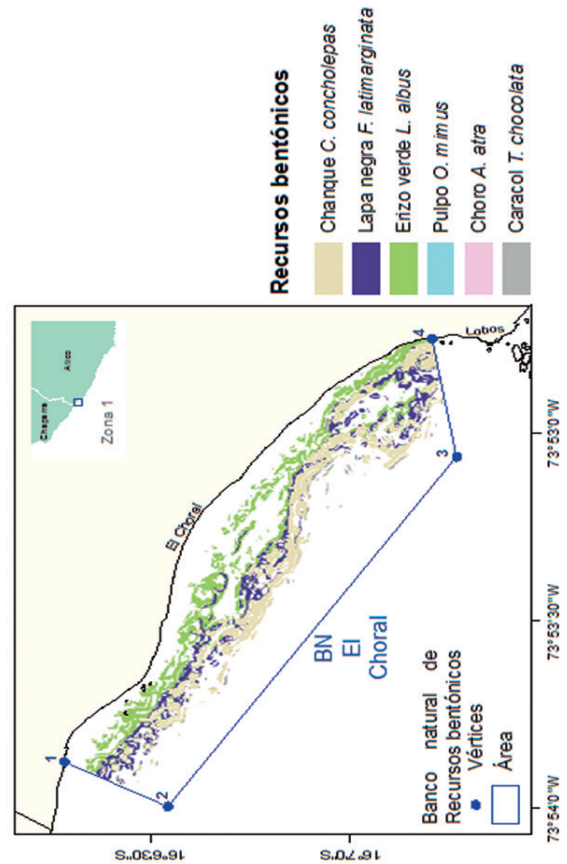 Chaparra
Atico
Zona 1
El Choral
Lobos
1
2
3
4
BN
El
Choral
Banco natural de
Recursos bentónicos
Vértices
Área
16°6'30"S
16°7'0"S
73°54'0"W
73°53'30"W
73°53'0"W
Recursos bentónicos
Chanque C. concholepas
Lapa negra F. latimarginata
Erizo verde L. albus
Pulpo O. mimus
Choro A. atra
Caracol T. chocolata